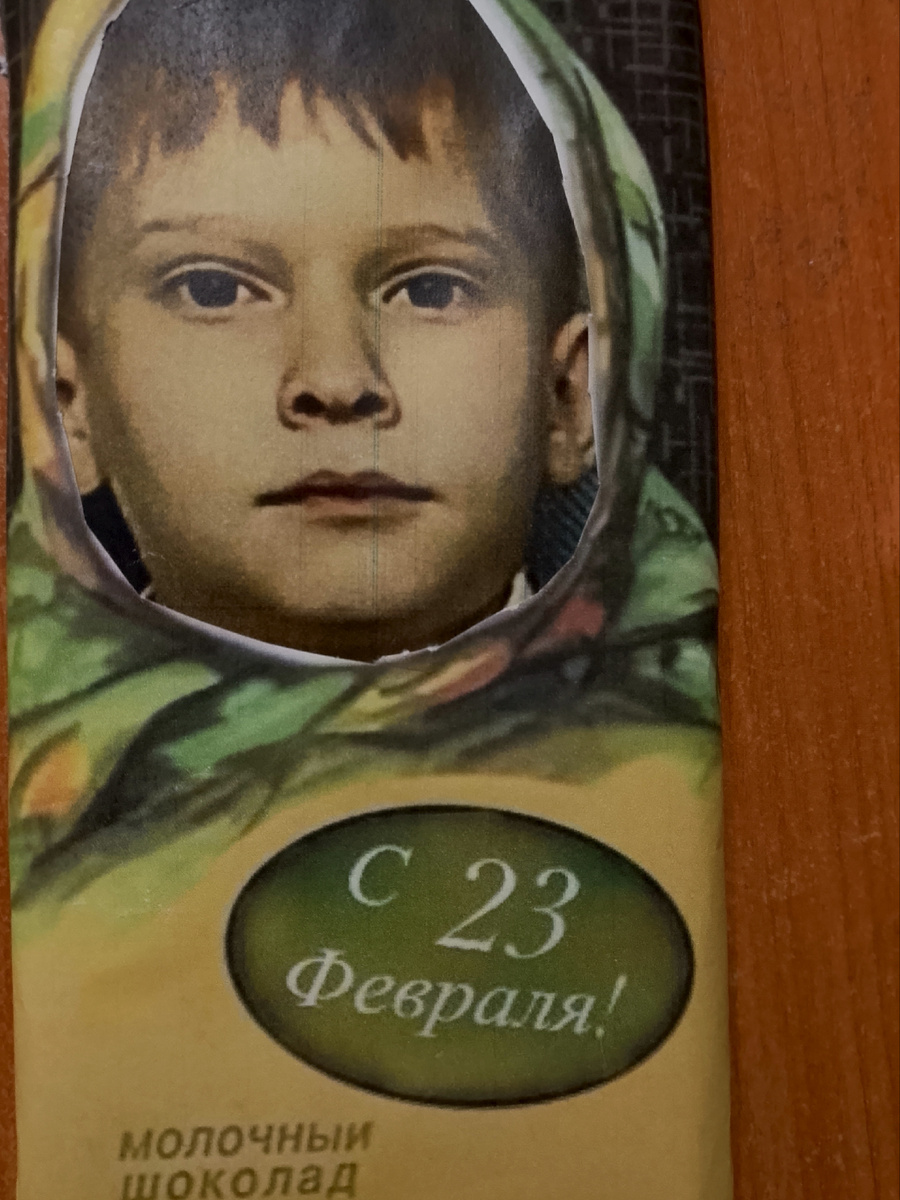 С 23
Февраля!
МОЛОЧНЫЙ
ШОКОЛАД